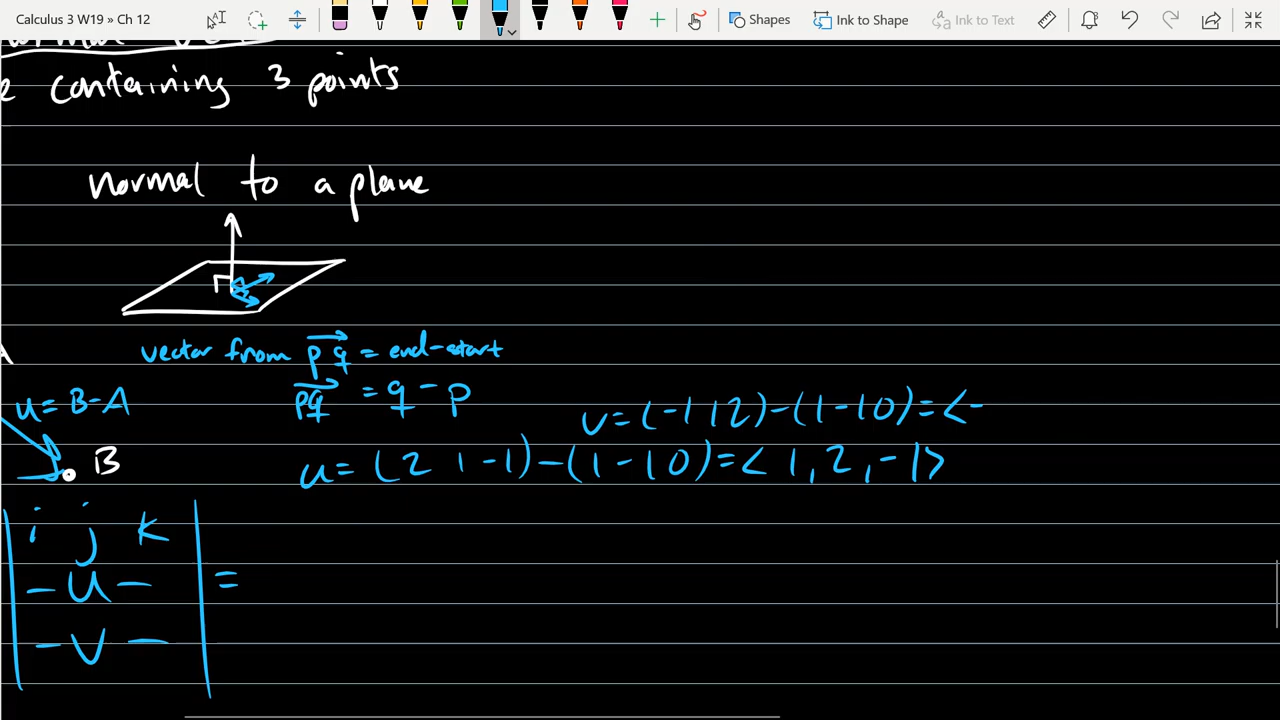 Calculus 3 W19 » Ch 12
Shapes
Ink to Shape
Ink to Text
containing 3 points
normal to a plane
vector from pq = end-start
u = B-A
pq = q - p
v = (-1 1 2) - (1 -1 0) = < -
B
u = (2 1 -1) - (1 -1 0) = < 1, 2, -1>
i j k
- u - =
- v -